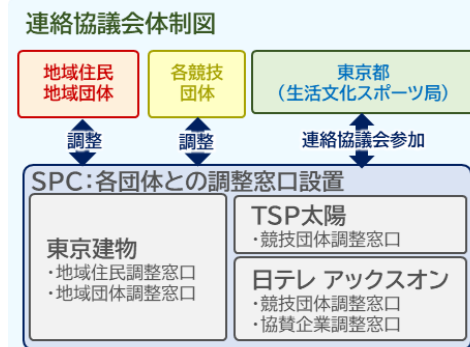 連絡協議会体制図
地域住民
地域団体
各競技
団体
東京都
（生活文化スポーツ局）
調整
調整
連絡協議会参加
SPC：各団体との調整窓口設置
東京建物
・地域住民調整窓口
・地域団体調整窓口
TSP太陽
・競技団体調整窓口
日テレ アックスオン
・競技団体調整窓口
・協賛企業調整窓口